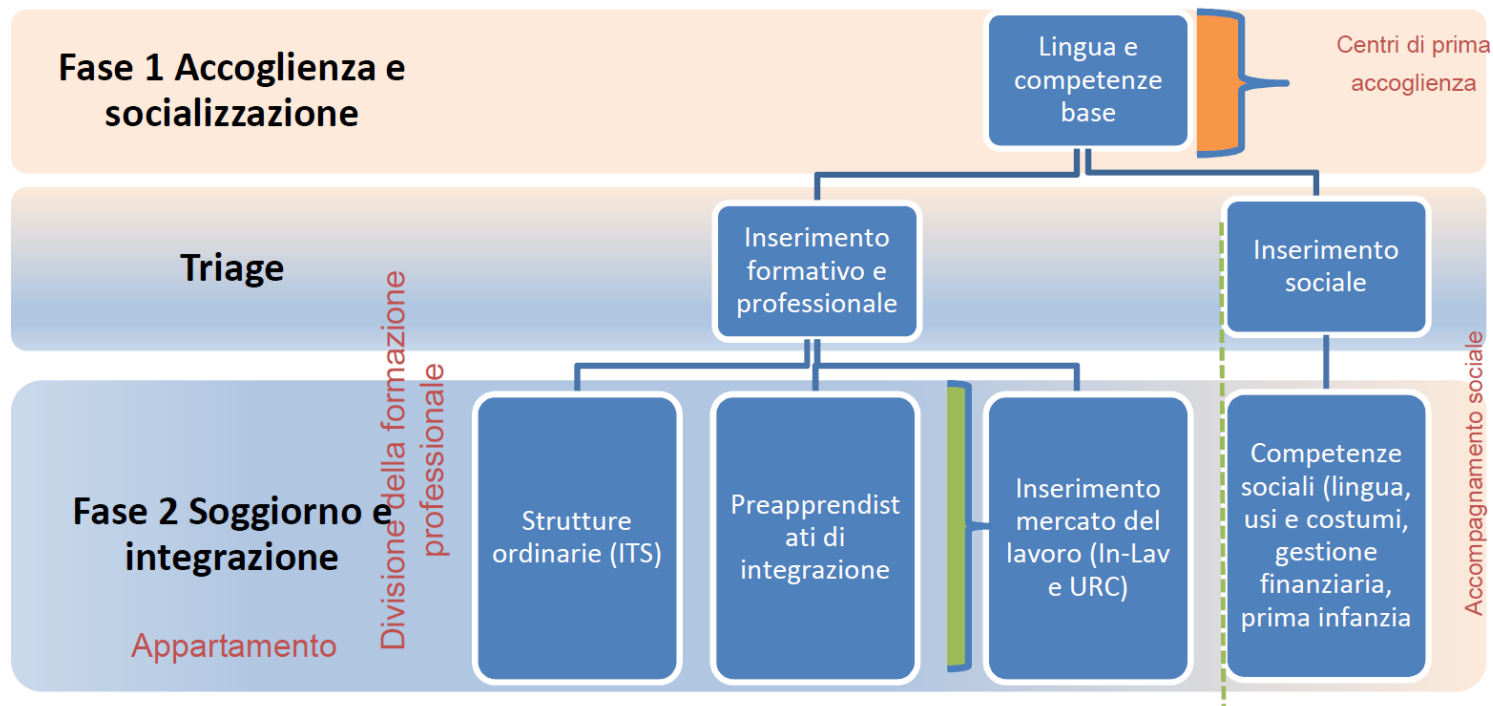 Fase 1 Accoglienza e
socializzazione
Lingua e
competenze
base
Centri di prima
accoglienza
Triage
Inserimento
formativo e
professionale
Inserimento
sociale
Divisione della formazione
professionale
Accompagnamento sociale
Fase 2 Soggiorno e
integrazione
Appartamento
Strutture
ordinarie (ITS)
Preapprendist
ati di
integrazione
Inserimento
mercato del
lavoro (In-Lav
e URC)
Competenze
sociali (lingua,
usi e costumi,
gestione
finanziaria,
prima infanzia